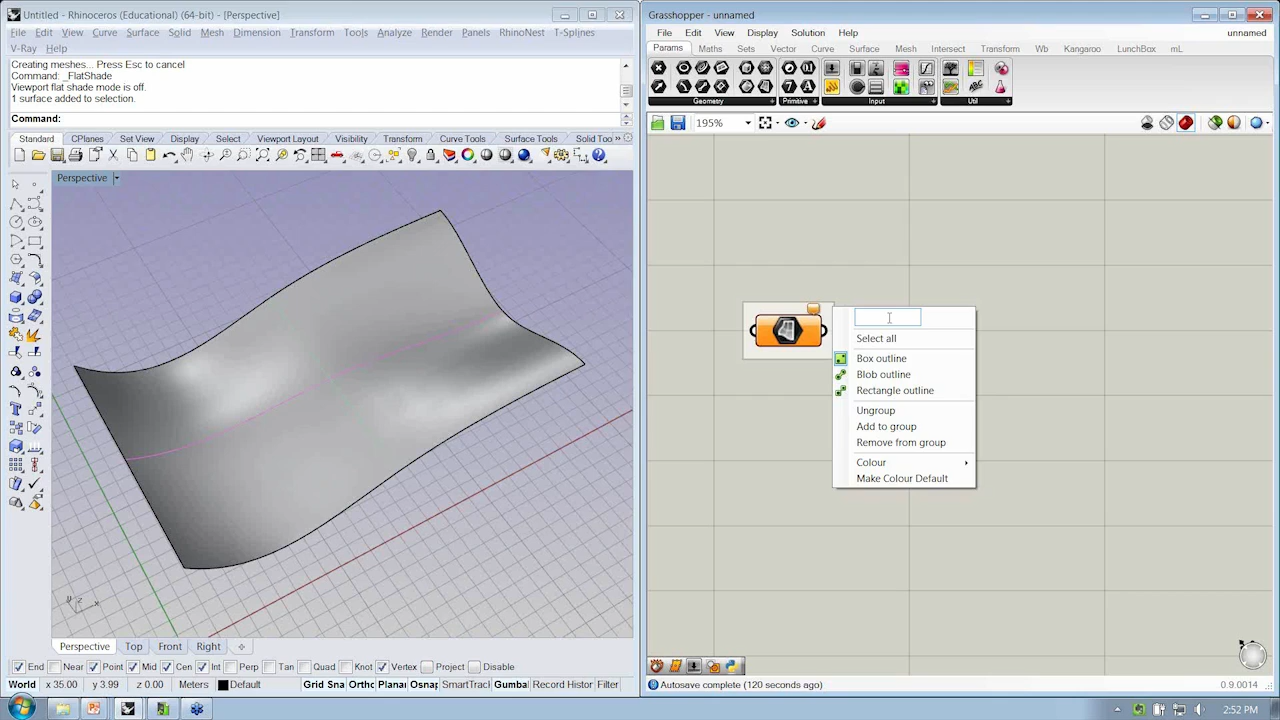 Untitled - Rhinoceros (Educational) (64-bit) - [Perspective]
File Edit View Curve Surface Solid Mesh Dimension Transform Tools Analyze Render Panels RhinoNest T-Splines
V-Ray Help
Creating meshes... Press Esc to cancel
Command: _FlatShade
Viewport flat shade mode is off.
1 surface added to selection.
Command:
Standard CPlanes Set View Display Select Viewport Layout Visibility Transform Curve Tools Surface Tools Solid Too
Perspective
z
y
x
Perspective Top Front Right
End Near Point Mid Cen Int Perp Tan Quad Knot Vertex Project Disable
World x 35.00 y 3.99 z 0.00 Meters Default Grid Sna Ortho Planar Osnap SmartTrack Gumba Record Histor Filter
Grasshopper - unnamed
File Edit View Display Solution Help unnamed
Params Maths Sets Vector Curve Surface Mesh Intersect Transform Wb Kangaroo LunchBox mL
Geometry Primitive Input Util
195%
Select all
Box outline
Blob outline
Rectangle outline
Ungroup
Add to group
Remove from group
Colour
Make Colour Default
Autosave complete (120 seconds ago) 0.9.0014
2:52 PM